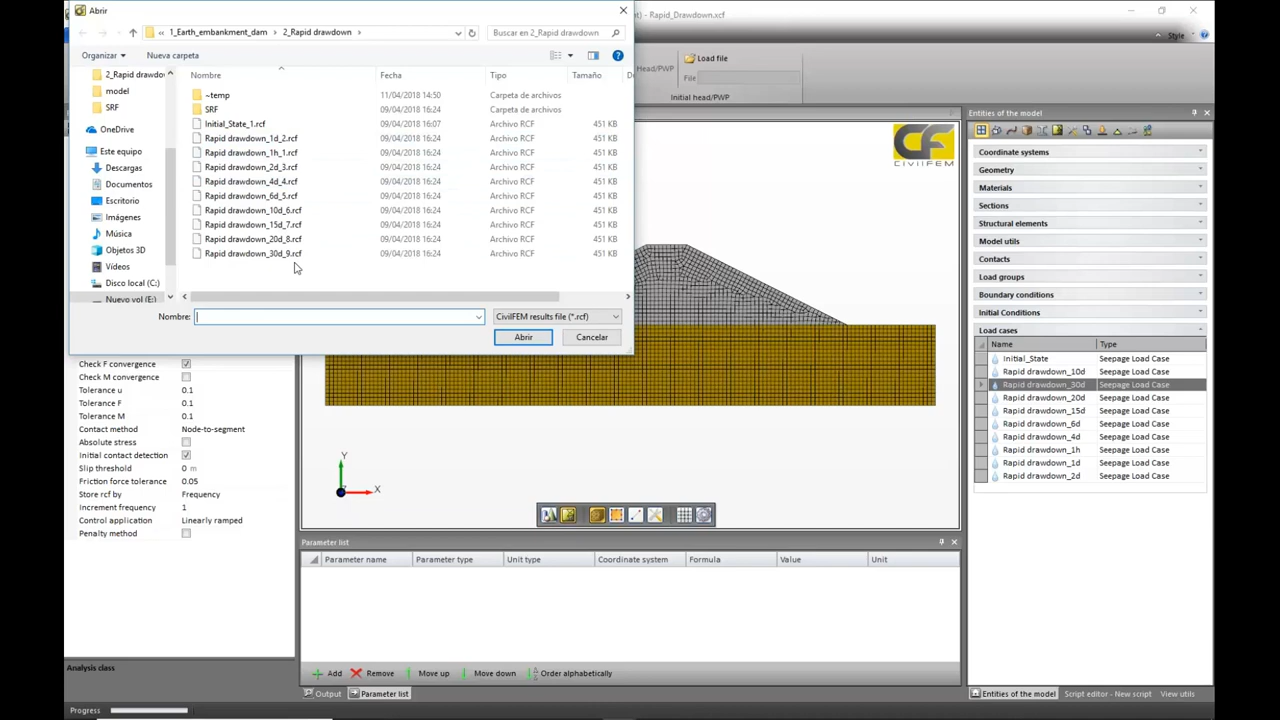 Abrir
- Rapid_Drawdown.xcf
« 1_Earth_embankment_dam › 2_Rapid drawdown ›
Buscar en 2_Rapid drawdown
Style
Organizar
Nueva carpeta
Head/PWP
Load file
File
Initial head/PWP
2_Rapid drawdov
model
SRF
OneDrive
Este equipo
Descargas
Documentos
Escritorio
Imágenes
Música
Objetos 3D
Vídeos
Disco local (C:)
Nuevo vol (E:)
Nombre Fecha Tipo Tamaño
~temp 11/04/2018 14:50 Carpeta de archivos
SRF 09/04/2018 16:24 Carpeta de archivos
Initial_State_1.rcf 09/04/2018 16:07 Archivo RCF 451 KB
Rapid drawdown_1d_2.rcf 09/04/2018 16:24 Archivo RCF 451 KB
Rapid drawdown_1h_1.rcf 09/04/2018 16:24 Archivo RCF 451 KB
Rapid drawdown_2d_3.rcf 09/04/2018 16:24 Archivo RCF 451 KB
Rapid drawdown_4d_4.rcf 09/04/2018 16:24 Archivo RCF 451 KB
Rapid drawdown_6d_5.rcf 09/04/2018 16:24 Archivo RCF 451 KB
Rapid drawdown_10d_6.rcf 09/04/2018 16:24 Archivo RCF 451 KB
Rapid drawdown_15d_7.rcf 09/04/2018 16:24 Archivo RCF 451 KB
Rapid drawdown_20d_8.rcf 09/04/2018 16:24 Archivo RCF 451 KB
Rapid drawdown_30d_9.rcf 09/04/2018 16:24 Archivo RCF 451 KB
Nombre:
CivilFEM results file (*.rcf)
Abrir
Cancelar
Check F convergence
Check M convergence
Tolerance u 0.1
Tolerance F 0.1
Tolerance M 0.1
Contact method Node-to-segment
Absolute stress
Initial contact detection
Slip threshold 0 m
Friction force tolerance 0.05
Store rcf by Frequency
Increment frequency 1
Control application Linearly ramped
Penalty method
Analysis class
Progress
CF
CIVILFEM
Y
Z
X
Parameter list
Parameter name Parameter type Unit type Coordinate system Formula Value Unit
Add Remove Move up Move down Order alphabetically
Output Parameter list
Entities of the model
Coordinate systems
Geometry
Materials
Sections
Structural elements
Model utils
Contacts
Load groups
Boundary conditions
Initial Conditions
Load cases
Name Type
Initial_State Seepage Load Case
Rapid drawdown_10d Seepage Load Case
Rapid drawdown_30d Seepage Load Case
Rapid drawdown_20d Seepage Load Case
Rapid drawdown_15d Seepage Load Case
Rapid drawdown_6d Seepage Load Case
Rapid drawdown_4d Seepage Load Case
Rapid drawdown_1h Seepage Load Case
Rapid drawdown_1d Seepage Load Case
Rapid drawdown_2d Seepage Load Case
Entities of the model Script editor - New script View utils